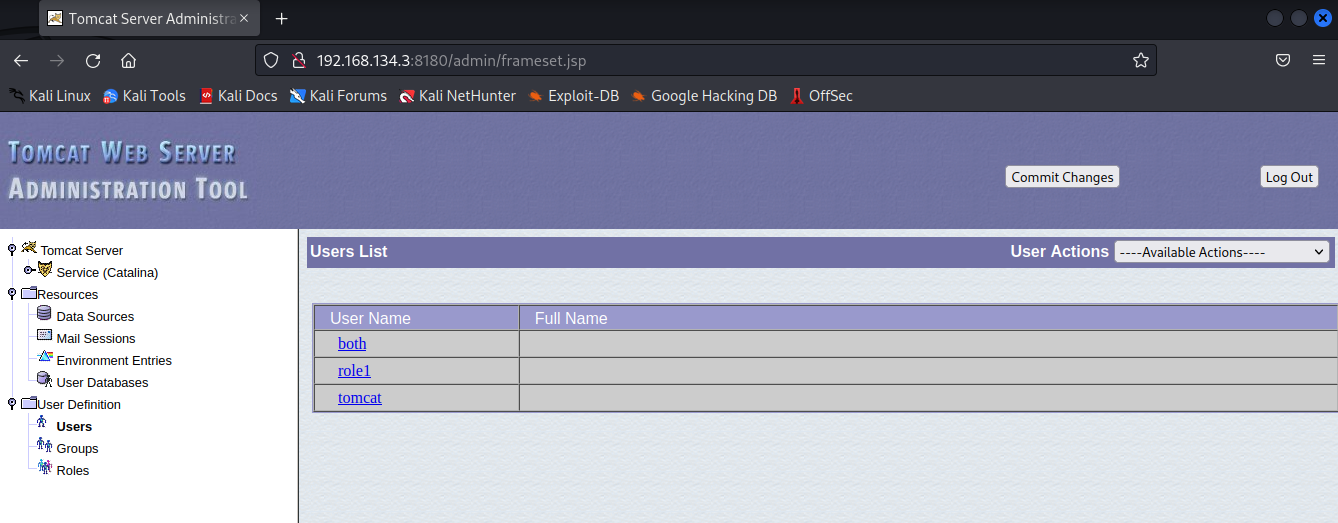 Tomcat Server Administra
192.168.134.3:8180/admin/frameset.jsp
Kali Linux Kali Tools Kali Docs Kali Forums Kali NetHunter Exploit-DB Google Hacking DB OffSec
TOMCAT WEB SERVER
ADMINISTRATION TOOL
Commit Changes Log Out
Tomcat Server
Service (Catalina)
Resources
Data Sources
Mail Sessions
Environment Entries
User Databases
User Definition
Users
Groups
Roles
Users List User Actions ----Available Actions----
User Name Full Name
both
role1
tomcat